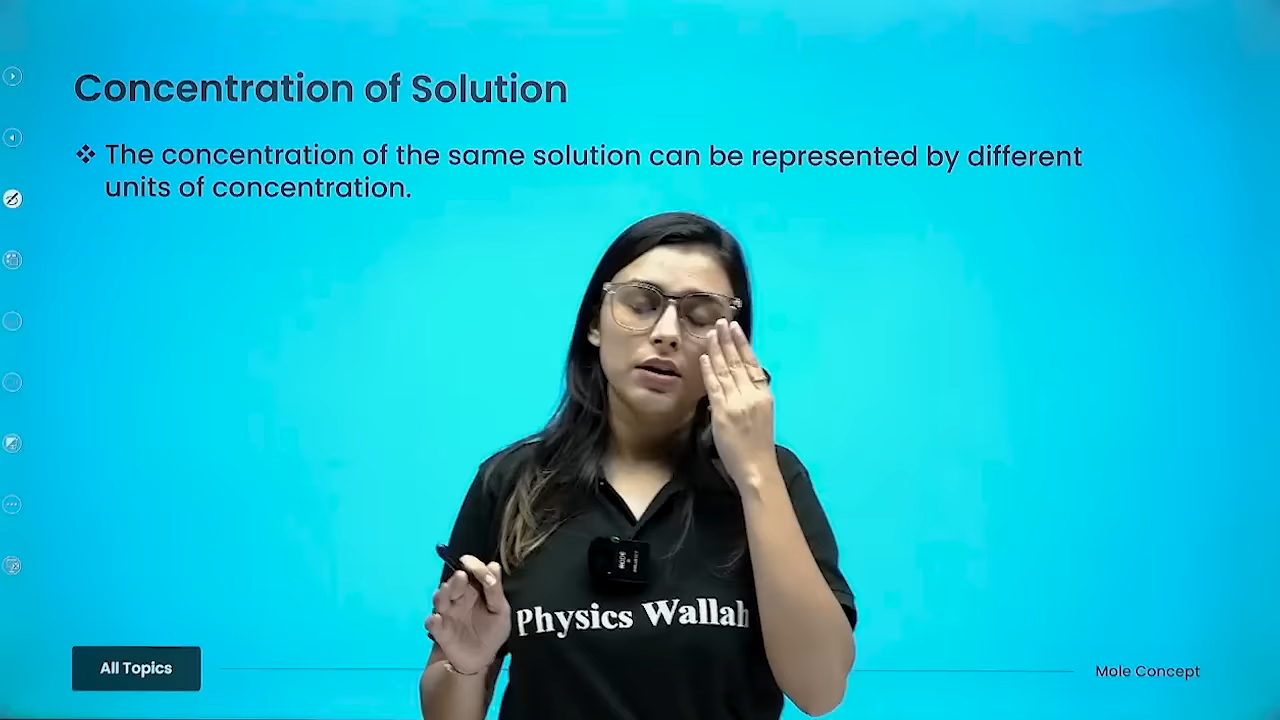 Concentration of Solution
❖ The concentration of the same solution can be represented by different
units of concentration.
RØDE
Physics Wallah
All Topics
Mole Concept